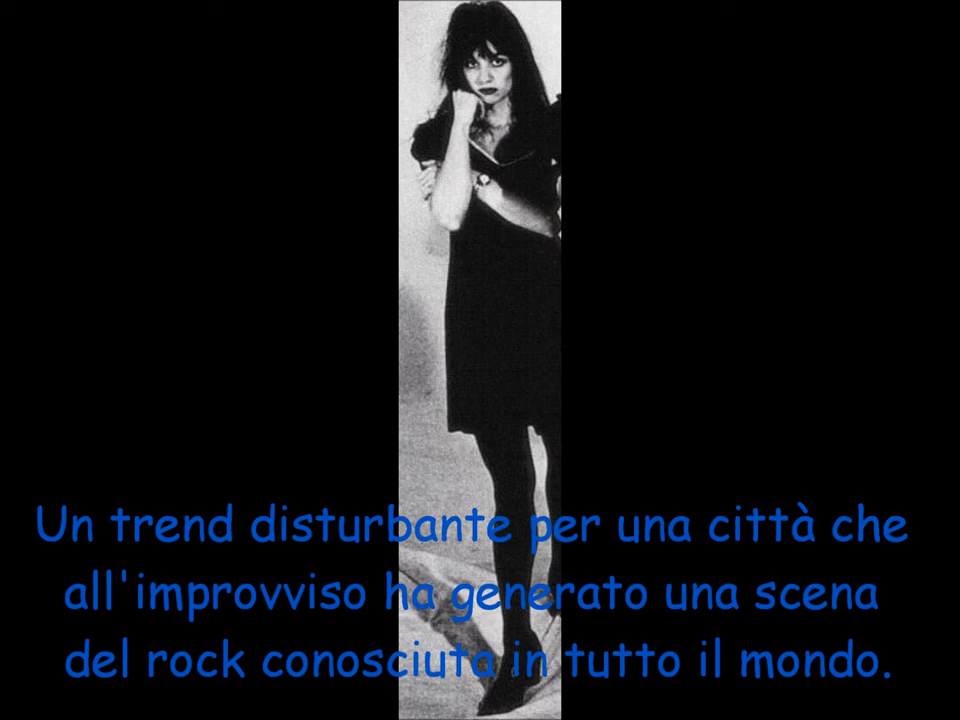 Un trend disturbante per una città che
all'improvviso ha generato una scena
del rock conosciuta in tutto il mondo.